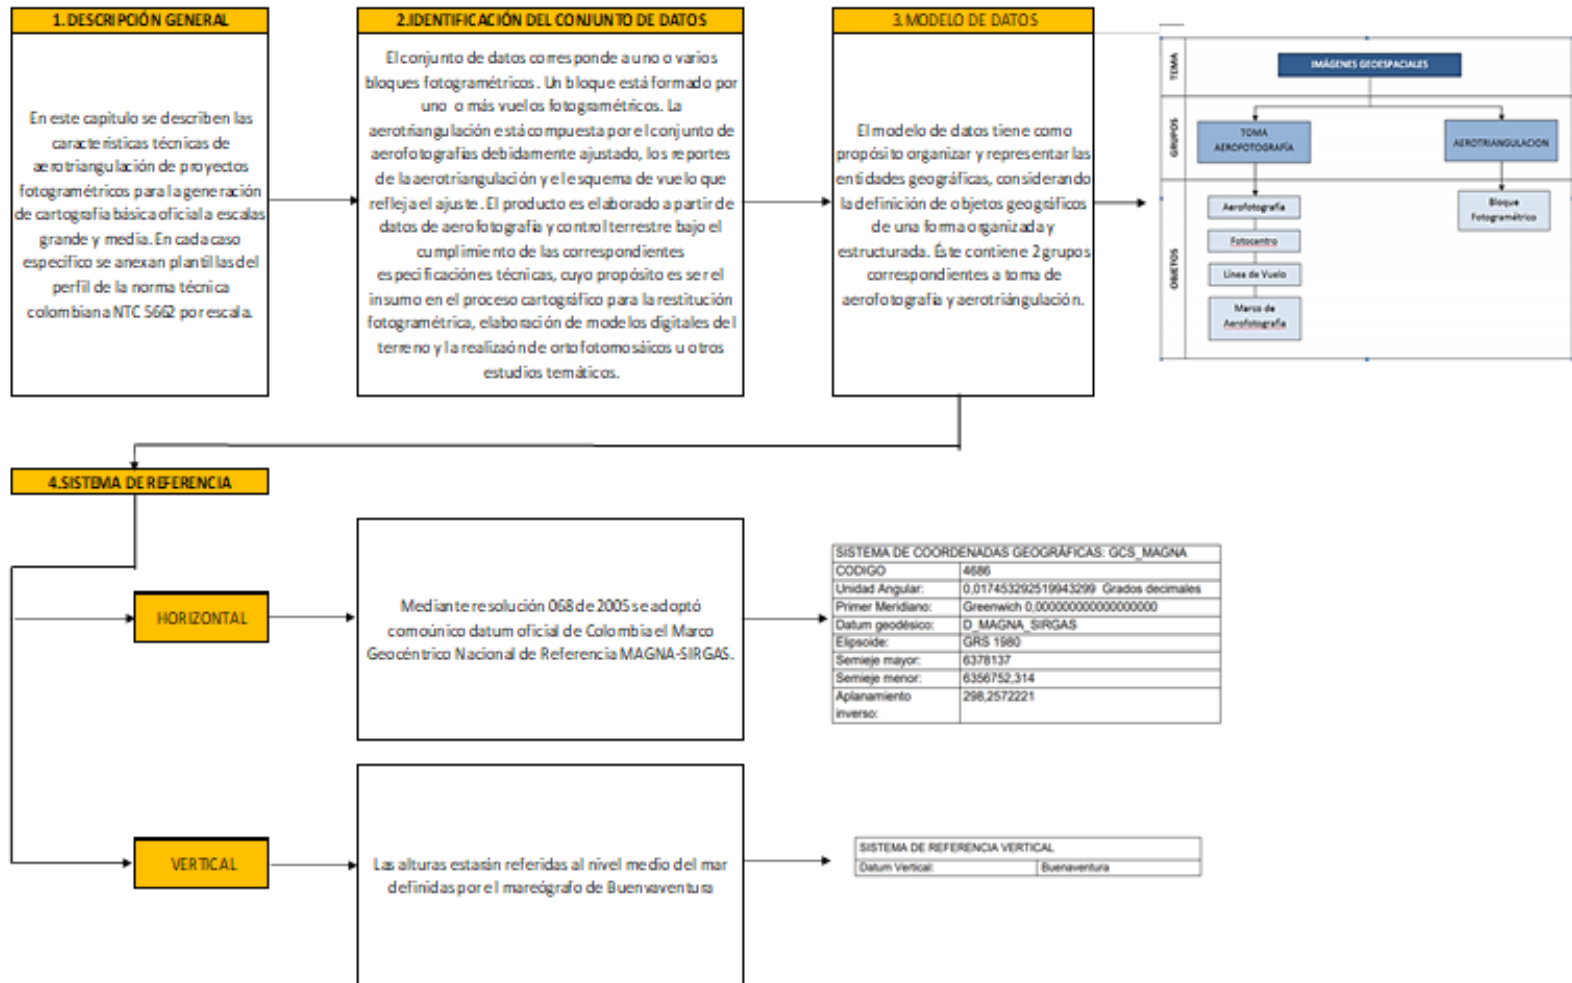 1. DESCRIPCIÓN GENERAL
En este capitulo se describen las
características técnicas de
aerotriangulación de proyectos
fotogramétricos para la generación
de cartografía básica oficial a escalas
grande y media. En cada caso
especifico se anexan plantillas del
perfil de la norma técnica
colombiana NTC 5662 por escala.
2.IDENTIFICACIÓN DEL CONJUNTO DE DATOS
El conjunto de datos corresponde a uno o varios
bloques fotogramétricos. Un bloque está formado por
uno o más vuelos fotogramétricos. La
aerotriangulación está compuesta por el conjunto de
aerofotografías debidamente ajustado, los reportes
de la aerotriangulación y el esquema de vuelo que
refleja el ajuste. El producto es elaborado a partir de
datos de aerofotografía y control terrestre bajo el
cumplimiento de las correspondientes
especificaciónes técnicas, cuyo propósito es ser el
insumo en el proceso cartográfico para la restitución
fotogramétrica, elaboración de modelos digitales del
terreno y la realizaón de ortofotomosáicos u otros
estudios temáticos.
3.MODELO DE DATOS
El modelo de datos tiene como
propósito organizar y representar las
entidades geográficas, considerando
la definición de objetos geográficos
de una forma organizada y
estructurada. Éste contiene 2 grupos
correspondientes a toma de
aerofotografía y aerotriángulación.
TEMA
IMÁGENES GEOESPACIALES
GRUPOS
TOMA
AEROFOTOGRAFÍA
AEROTRIANGULACION
OBJETOS
Aerofotografía
Fotocentro
Línea de Vuelo
Marco de
Aerofotografía
Bloque
Fotogramétrico
4.SISTEMA DE REFERENCIA
HORIZONTAL
Mediante resolución 068 de 2005 se adoptó
comoúnico datum oficial de Colombia el Marco
Geocéntrico Nacional de Referencia MAGNA-SIRGAS.
SISTEMA DE COORDENADAS GEOGRÁFICAS: GCS_MAGNA
CODIGO 4686
Unidad Angular: 0,017453292519943299 Grados decimales
Primer Meridiano: Greenwich 0,000000000000000000
Datum geodésico: D_MAGNA_SIRGAS
Elipsoide: GRS 1980
Semieje mayor: 6378137
Semieje menor: 6356752,314
Aplanamiento 298,2572221
inverso:
VERTICAL
Las alturas estarán referidas al nivel medio del mar
definidas por el mareógrafo de Buenvaventura
SISTEMA DE REFERENCIA VERTICAL
Datum Vertical: Buenaventura